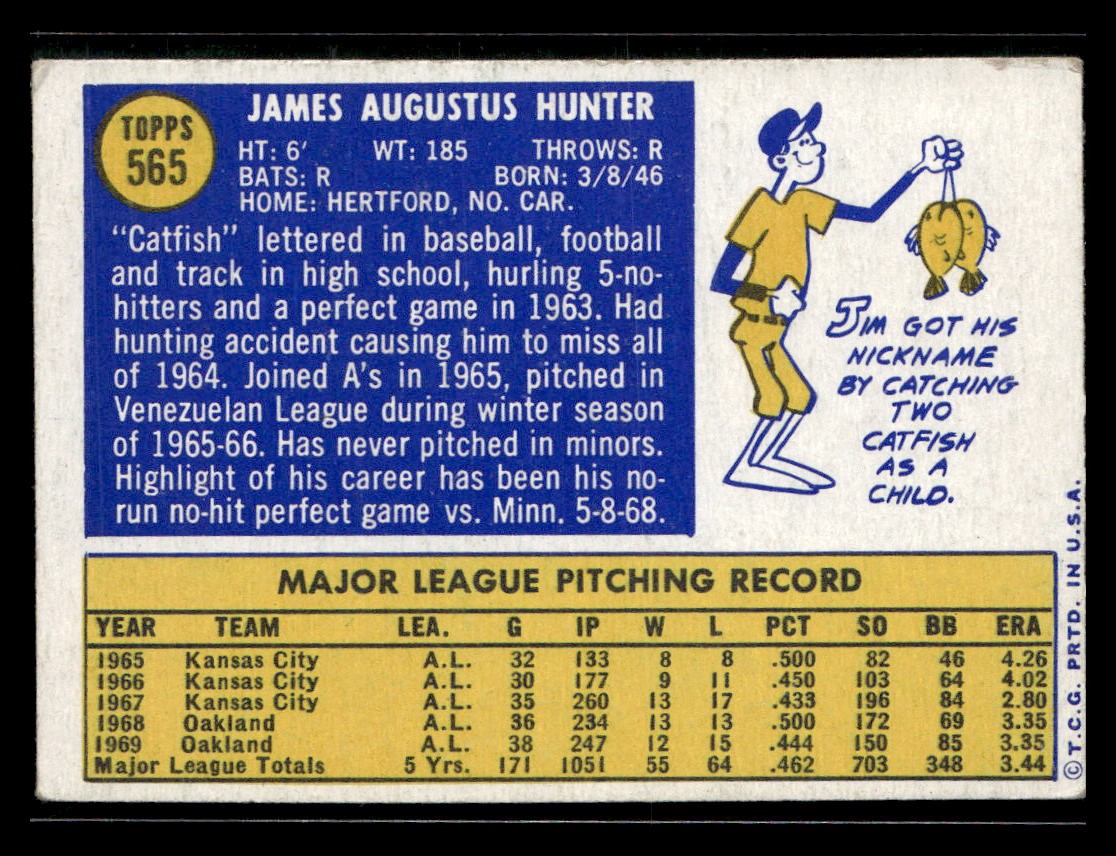 TOPPS
565
JAMES AUGUSTUS HUNTER
HT: 6' WT: 185 THROWS: R
BATS: R BORN: 3/8/46
HOME: HERTFORD, NO. CAR.
"Catfish" lettered in baseball, football
and track in high school, hurling 5-no-
hitters and a perfect game in 1963. Had
hunting accident causing him to miss all
of 1964. Joined A's in 1965, pitched in
Venezuelan League during winter season
of 1965-66. Has never pitched in minors.
Highlight of his career has been his no-
run no-hit perfect game vs. Minn. 5-8-68.
JIM GOT HIS
NICKNAME
BY CATCHING
TWO
CATFISH
AS A
CHILD.
MAJOR LEAGUE PITCHING RECORD
YEAR TEAM LEA. G IP W L PCT SO BB ERA
1965 Kansas City A.L. 32 133 8 8 .500 82 46 4.26
1966 Kansas City A.L. 30 177 9 11 .450 103 64 4.02
1967 Kansas City A.L. 35 260 13 17 .433 196 84 2.80
1968 Oakland A.L. 36 234 13 13 .500 172 69 3.35
1969 Oakland A.L. 38 247 12 15 .444 150 85 3.35
Major League Totals 5 Yrs. 171 1051 55 64 .462 703 348 3.44
©T.C.G. PRTD. IN U.S.A.